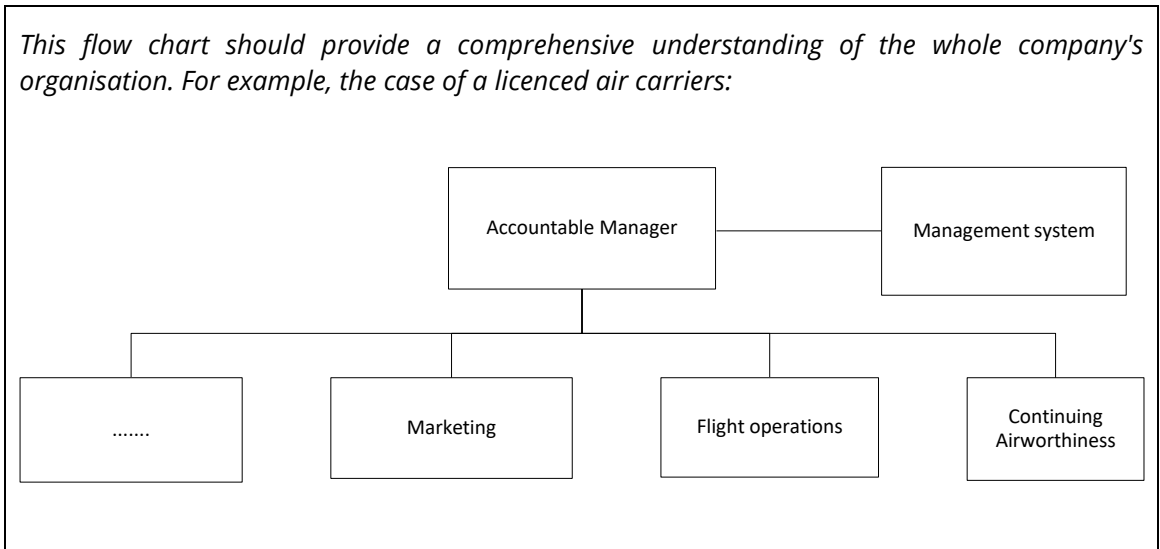 This flow chart should provide a comprehensive understanding of the whole company's
organisation. For example, the case of a licenced air carriers:
Accountable Manager
Management system
.......
Marketing
Flight operations
Continuing
Airworthiness